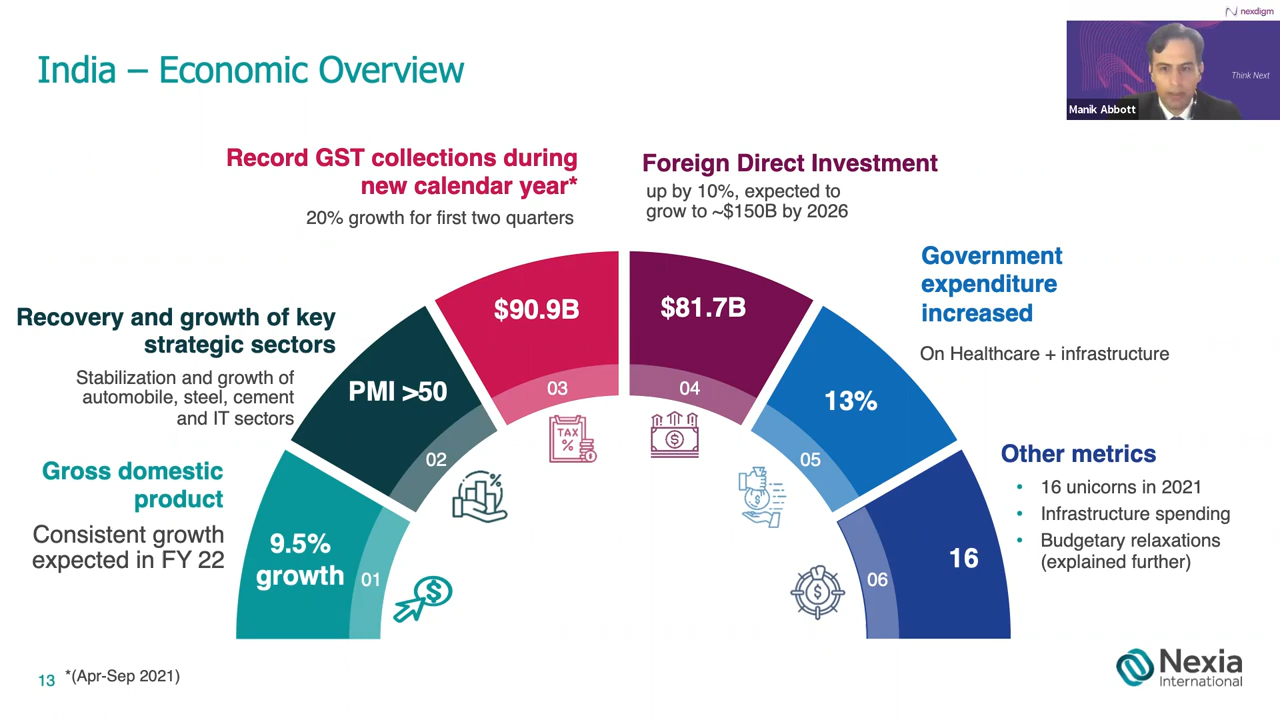 nexdigm
India – Economic Overview
Think Next
Manik Abbott
Record GST collections during
new calendar year*
20% growth for first two quarters
Foreign Direct Investment
up by 10%, expected to
grow to ~$150B by 2026
Government
expenditure
increased
On Healthcare + infrastructure
Recovery and growth of key
strategic sectors
Stabilization and growth of
automobile, steel, cement
and IT sectors
Gross domestic
product
Consistent growth
expected in FY 22
Other metrics
• 16 unicorns in 2021
• Infrastructure spending
• Budgetary relaxations
(explained further)
9.5%
growth
01
PMI >50
02
$90.9B
03
TAX
%
$81.7B
04
$
13%
05
$
16
06
$
%
$
13 *(Apr-Sep 2021)
Nexia
International